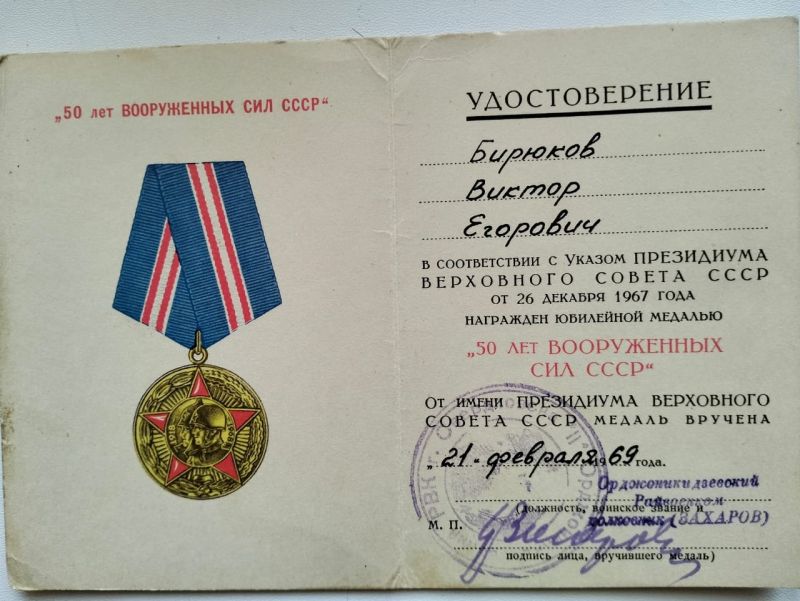 „50 лет ВООРУЖЕННЫХ СИЛ СССР“
УДОСТОВЕРЕНИЕ
Бирюков
Виктор
Егорович
В СООТВЕТСТВИИ С УКАЗОМ ПРЕЗИДИУМА
ВЕРХОВНОГО СОВЕТА СССР
ОТ 26 ДЕКАБРЯ 1967 ГОДА
НАГРАЖДЕН ЮБИЛЕЙНОЙ МЕДАЛЬЮ
„50 ЛЕТ ВООРУЖЕННЫХ
СИЛ СССР“
ОТ ИМЕНИ ПРЕЗИДИУМА ВЕРХОВНОГО
СОВЕТА СССР МЕДАЛЬ ВРУЧЕНА
„21“ февраля 1969 года.
Орджоникидзевский
Райвоенком
(должность, воинское звание и
полковник (ЗАХАРОВ)
М. П.
подпись лица, вручившего медаль)